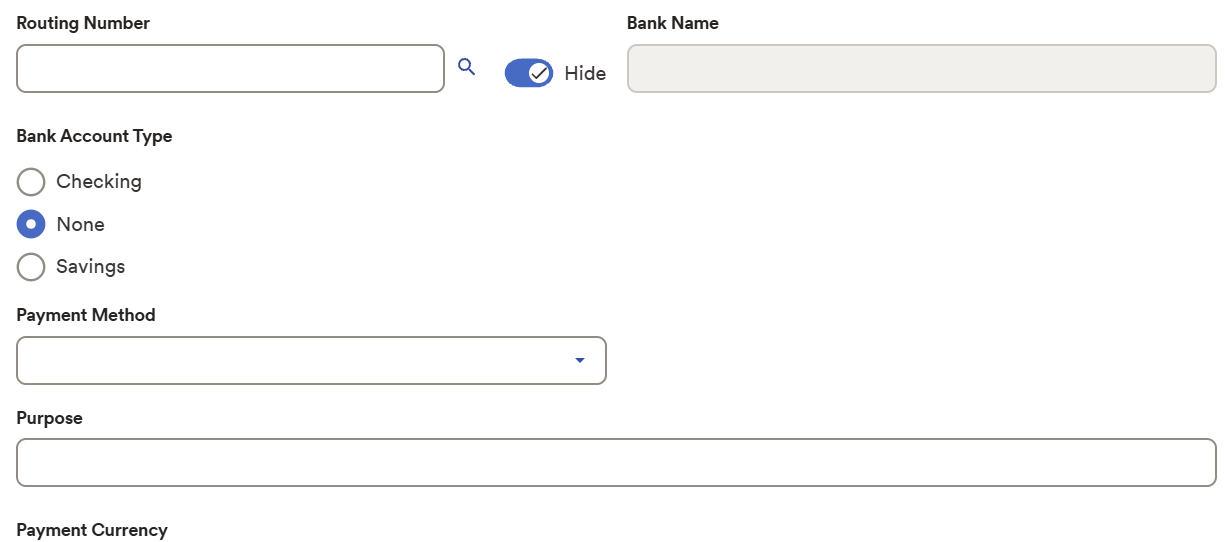 Routing Number
Bank Name
Hide
Bank Account Type
Checking
None
Savings
Payment Method
Purpose
Payment Currency